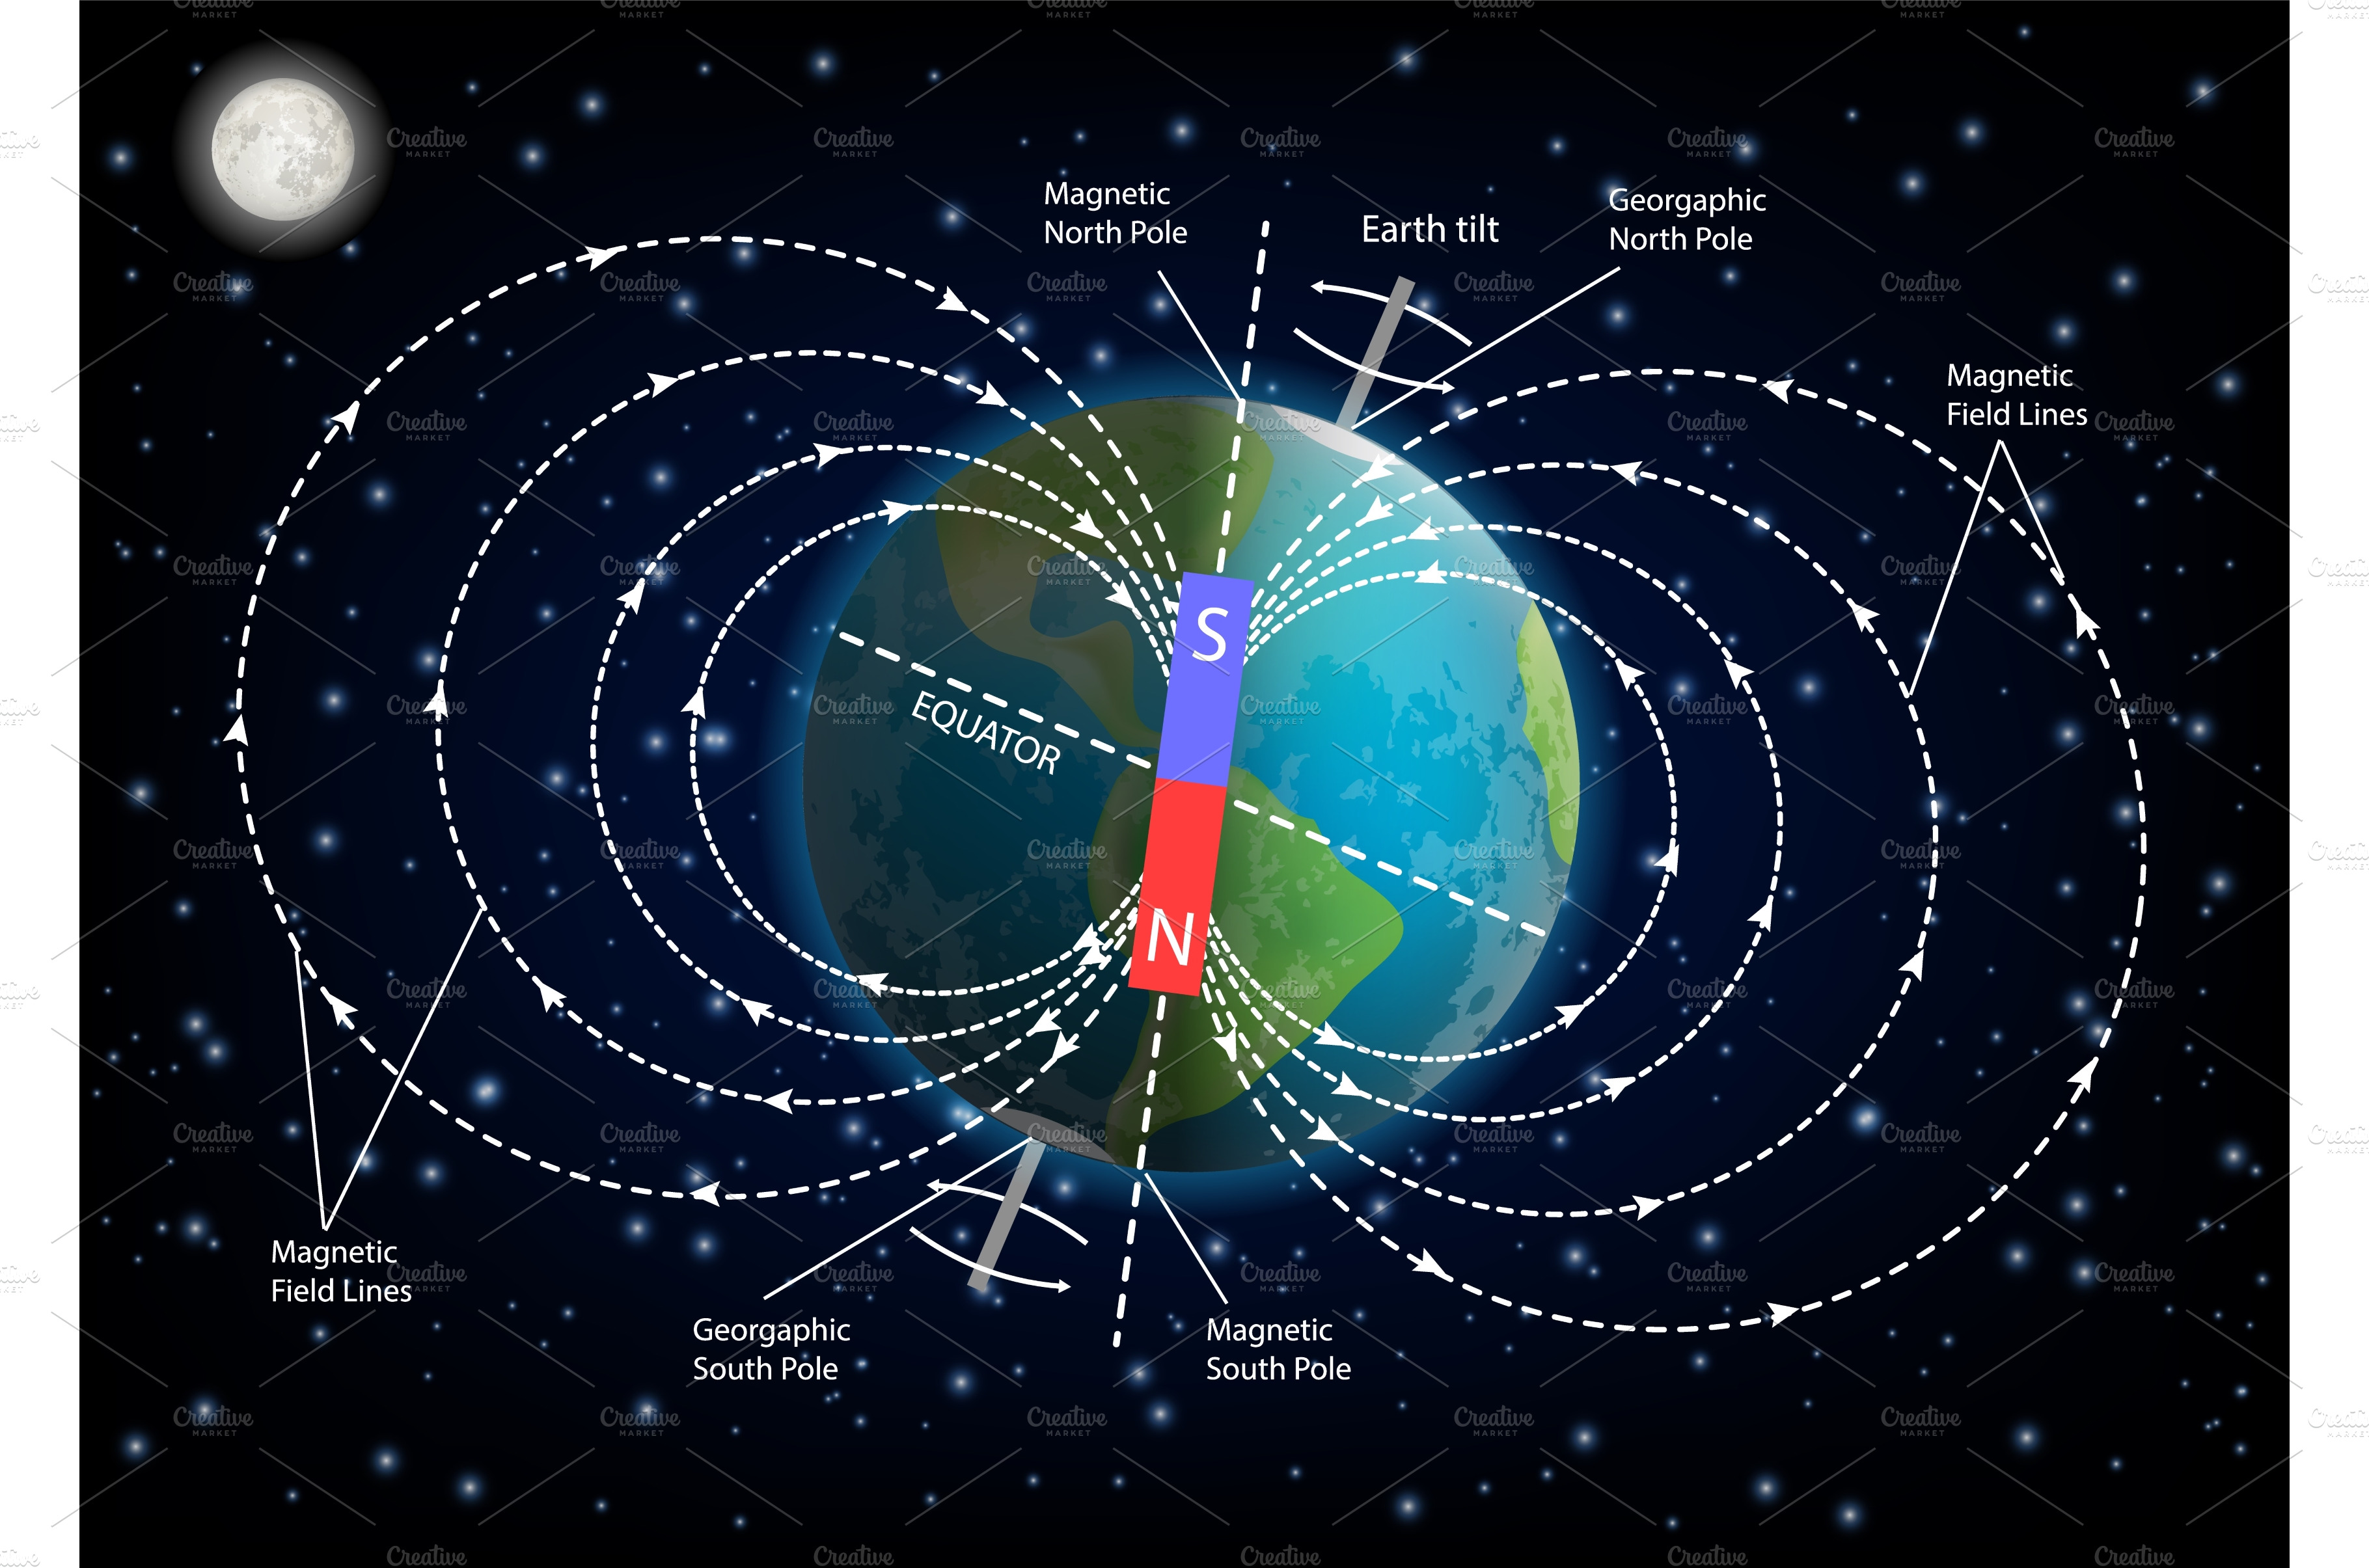 Magnetic
North Pole
Earth tilt
Georgaphic
North Pole
Magnetic
Field Lines
S
EQUATOR
N
Magnetic
Field Lines
Georgaphic
South Pole
Magnetic
South Pole
Creative
MARKET